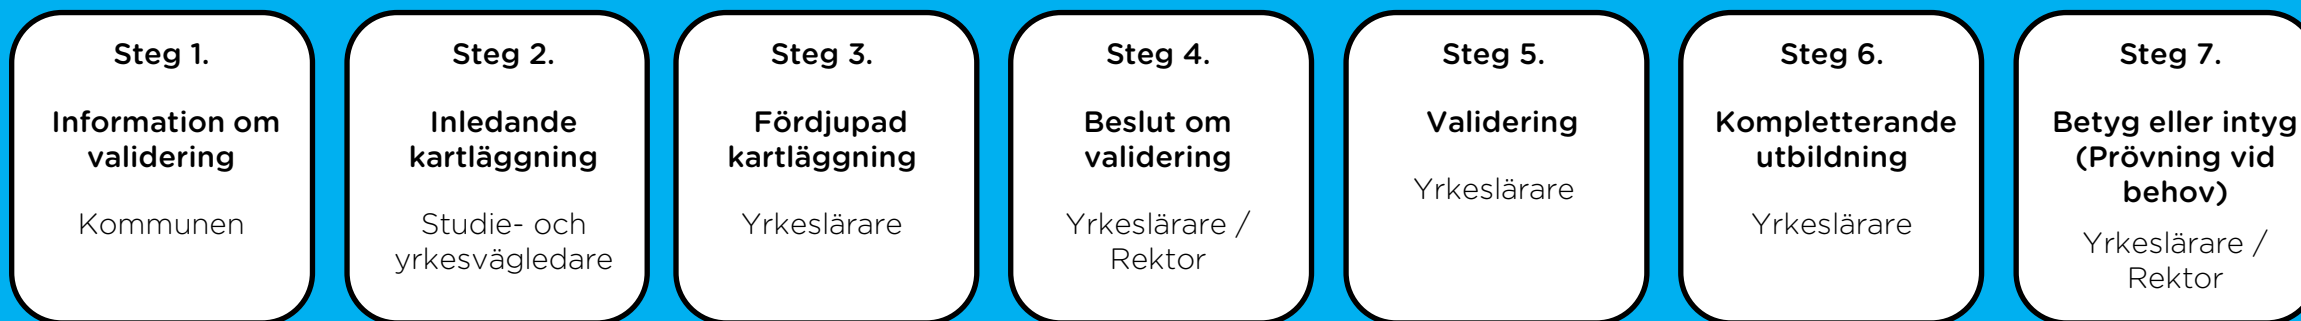 Steg 1.
Information om
validering
Kommunen
Steg 2.
Inledande
kartläggning
Studie- och
yrkesvägledare
Steg 3.
Fördjupad
kartläggning
Yrkeslärare
Steg 4.
Beslut om
validering
Yrkeslärare /
Rektor
Steg 5.
Validering
Yrkeslärare
Steg 6.
Kompletterande
utbildning
Yrkeslärare
Steg 7.
Betyg eller intyg
(Prövning vid
behov)
Yrkeslärare /
Rektor